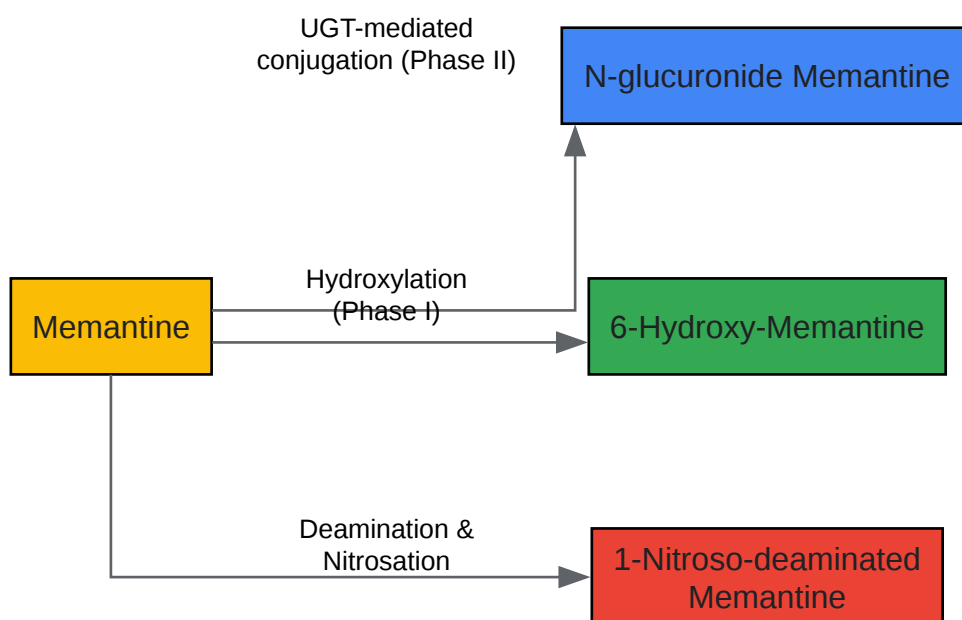 UGT-mediated
conjugation (Phase II)
N-glucuronide Memantine
Hydroxylation
(Phase I)
Memantine
6-Hydroxy-Memantine
Deamination &
Nitrosation
1-Nitroso-deaminated
Memantine